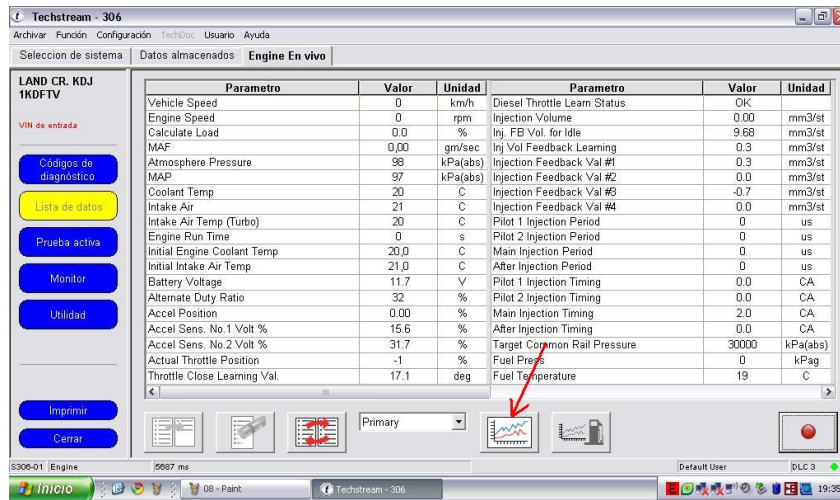 Techstream - 306
Archivar Función Configuración TechDoc Usuario Ayuda
Seleccion de sistema Datos almacenados Engine En vivo
LAND CR. KDJ
1KDFTV
VIN de entrada
Códigos de
diagnóstico
Lista de datos
Prueba activa
Monitor
Utilidad
Imprimir
Cerrar
Parametro Valor Unidad Parametro Valor Unidad
Vehicle Speed 0 km/h Diesel Throttle Learn Status OK
Engine Speed 0 rpm Injection Volume 0.00 mm3/st
Calculate Load 0.0 % Inj. FB Vol. for Idle 9.68 mm3/st
MAF 0,00 gm/sec Inj Vol Feedback Learning 0.3 mm3/st
Atmosphere Pressure 98 kPa(abs) Injection Feedback Val #1 0.3 mm3/st
MAP 97 kPa(abs) Injection Feedback Val #2 0.0 mm3/st
Coolant Temp 20 C Injection Feedback Val #3 -0.7 mm3/st
Intake Air 21 C Injection Feedback Val #4 0.0 mm3/st
Intake Air Temp (Turbo) 20 C Pilot 1 Injection Period 0 us
Engine Run Time 0 s Pilot 2 Injection Period 0 us
Initial Engine Coolant Temp 20,0 C Main Injection Period 0 us
Initial Intake Air Temp 21,0 C After Injection Period 0 us
Battery Voltage 11.7 V Pilot 1 Injection Timing 0.0 CA
Alternate Duty Ratio 32 % Pilot 2 Injection Timing 0.0 CA
Accel Position 0.00 % Main Injection Timing 2.0 CA
Accel Sens. No.1 Volt % 15.6 % After Injection Timing 0.0 CA
Accel Sens. No.2 Volt % 31.7 % Target Common Rail Pressure 30000 kPa(abs)
Actual Throttle Position -1 % Fuel Press 0 kPag
Throttle Close Learning Val. 17.1 deg Fuel Temperature 19 C
Primary
S306-01 Engine 5687 ms Default User DLC 3
Inicio 08 - Paint Techstream - 306 19:35